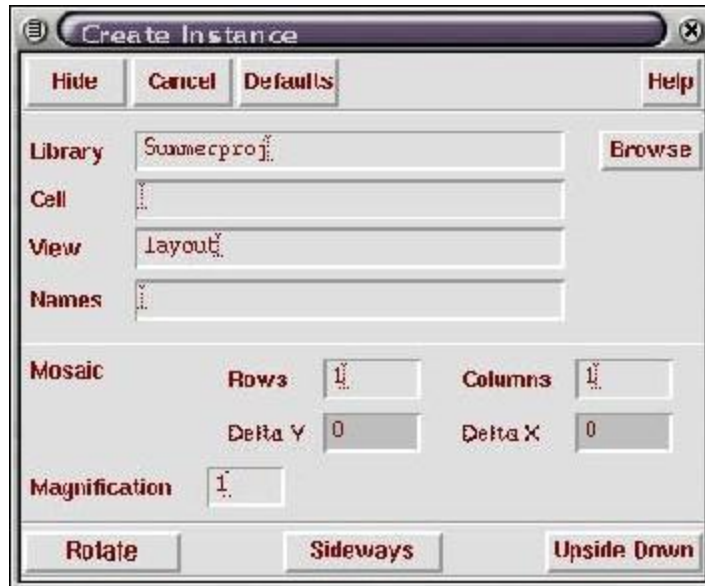 Create Instance
Hide Cancel Defaults Help
Library Summerproj Browse
Cell
View layout
Names
Mosaic Rows 1 Columns 1
Delta Y 0 Delta X 0
Magnification 1
Rotate Sideways Upside Down